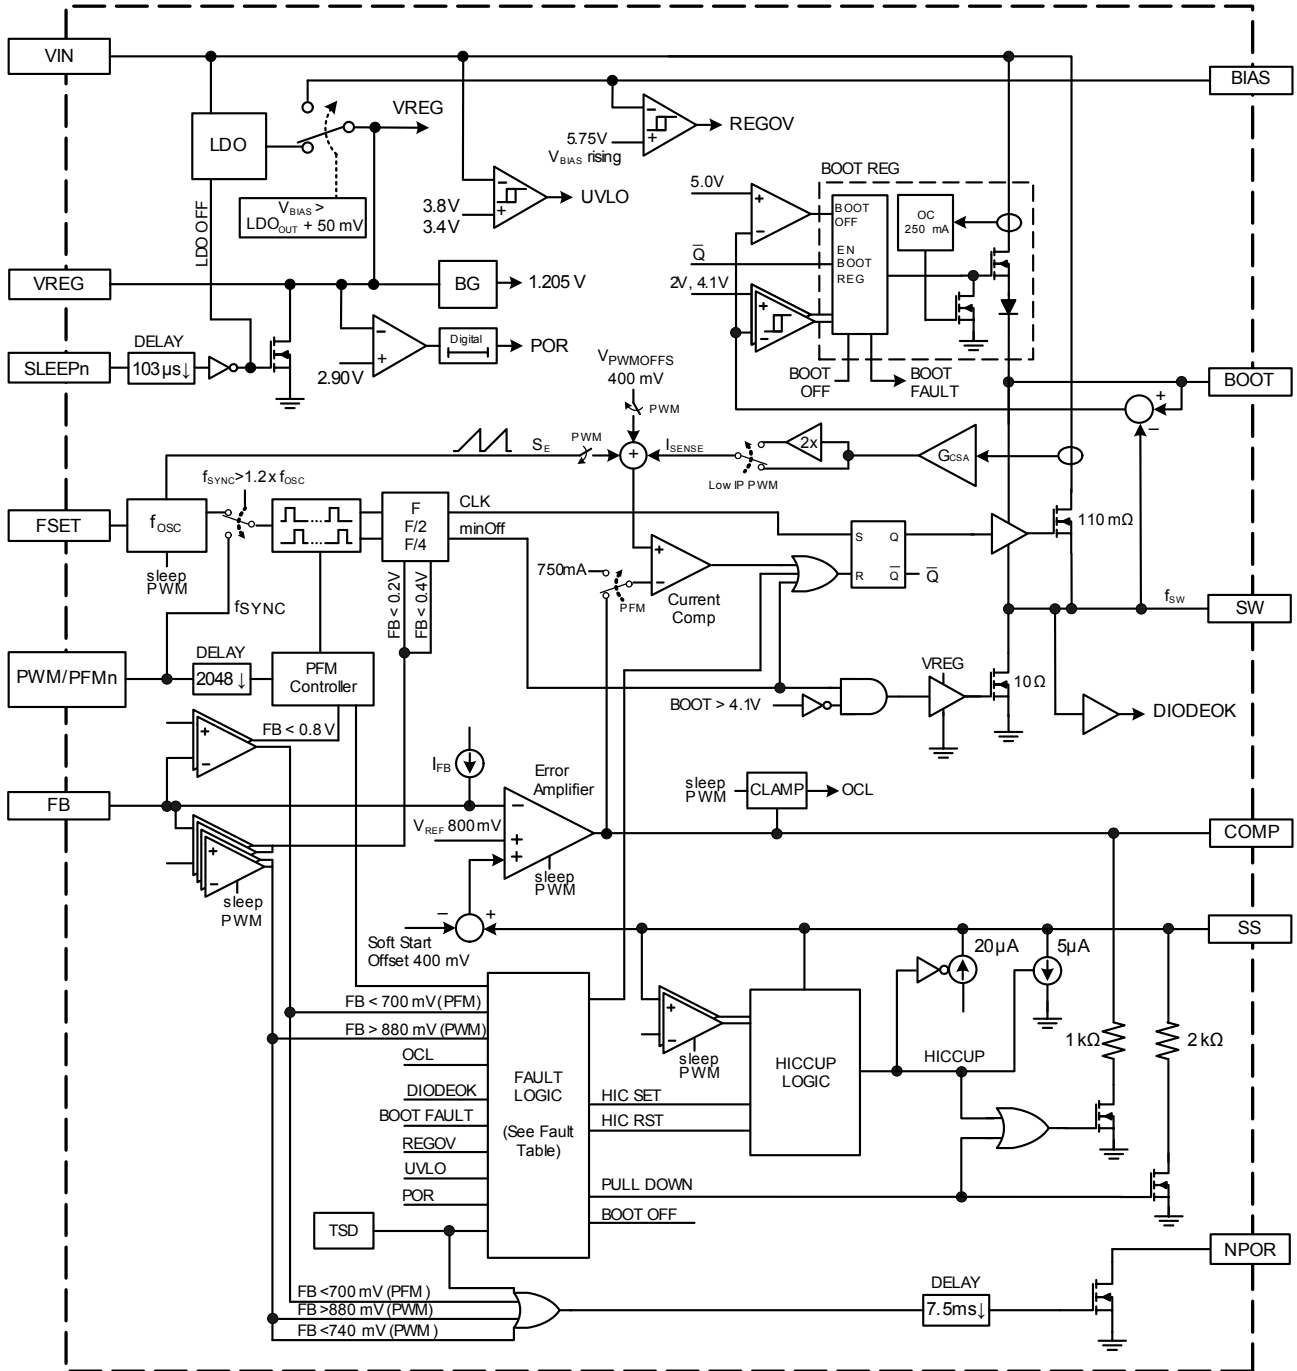 VIN
BIAS
LDO
VREG
5.75V
VBIAS rising
REGOV
LDO OFF
VBIAS >
LDOOUT + 50 mV
3.8V
3.4V
UVLO
BOOT REG
5.0V
BOOT
OFF
EN
BOOT
REG
OC
250 mA
Q̅
2V, 4.1V
BOOT
OFF
BOOT
FAULT
VREG
BG
1.205 V
SLEEPn
DELAY
103µs↓
2.90V
Digital
POR
BOOT
VPWMOFFS
400 mV
PWM
SE
PWM
ISENSE
2x
Low IP PWM
GCSA
FSET
fOSC
sleep
PWM
fSYNC>1.2 x fOSC
fSYNC
F
F/2
F/4
CLK
minOff
FB < 0.2V
FB < 0.4V
750mA
PFM
Current
Comp
S
Q
R
Q̅
Q̅
110 mΩ
fSW
SW
PWM/PFMn
DELAY
2048 ↓
PFM
Controller
FB < 0.8 V
BOOT > 4.1V
VREG
10Ω
DIODEOK
FB
IFB
Error
Amplifier
VREF 800mV
sleep
PWM
sleep
PWM
CLAMP
OCL
COMP
sleep
PWM
Soft Start
Offset 400 mV
SS
20µA
5µA
1 kΩ
2 kΩ
sleep
PWM
HICCUP
LOGIC
HICCUP
FB < 700 mV (PFM)
FB > 880 mV (PWM)
OCL
DIODEOK
BOOT FAULT
REGOV
UVLO
POR
TSD
FAULT
LOGIC
(See Fault
Table)
HIC SET
HIC RST
PULL DOWN
BOOT OFF
NPOR
FB <700 mV (PFM )
FB >880 mV (PWM)
FB <740 mV (PWM )
DELAY
7.5ms↓